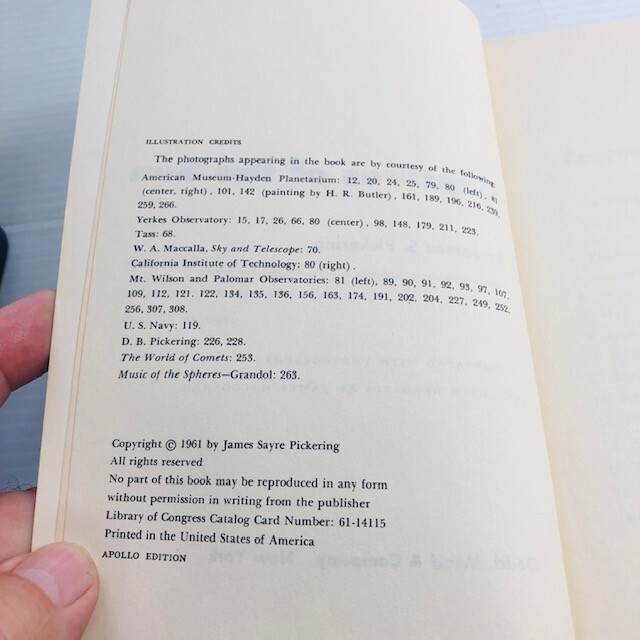 ILLUSTRATION CREDITS
The photographs appearing in the book are by courtesy of the following:
American Museum-Hayden Planetarium: 12, 20, 24, 25, 79, 80 (left), 81
(center, right), 101, 142 (painting by H. R. Butler), 161, 189, 196, 216, 239,
259, 266.
Yerkes Observatory: 15, 17, 26, 66, 80 (center), 98, 148, 179, 211, 223.
Tass: 68.
W. A. Maccalla, Sky and Telescope: 70.
California Institute of Technology: 80 (right).
Mt. Wilson and Palomar Observatories: 81 (left), 89, 90, 91, 92, 93, 97, 107,
109, 112, 121. 122, 134, 135, 136, 156, 163, 174, 191, 202, 204, 227, 249, 252,
256, 307, 308.
U. S. Navy: 119.
D. B. Pickering: 226, 228.
The World of Comets: 253.
Music of the Spheres—Grandol: 263.
Copyright © 1961 by James Sayre Pickering
All rights reserved
No part of this book may be reproduced in any form
without permission in writing from the publisher
Library of Congress Catalog Card Number: 61-14115
Printed in the United States of America
APOLLO EDITION